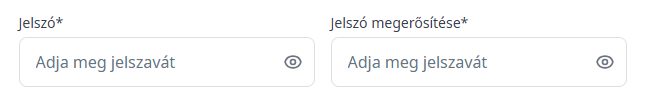 Jelszó*
Jelszó megerősítése*
Adja meg jelszavát
Adja meg jelszavát